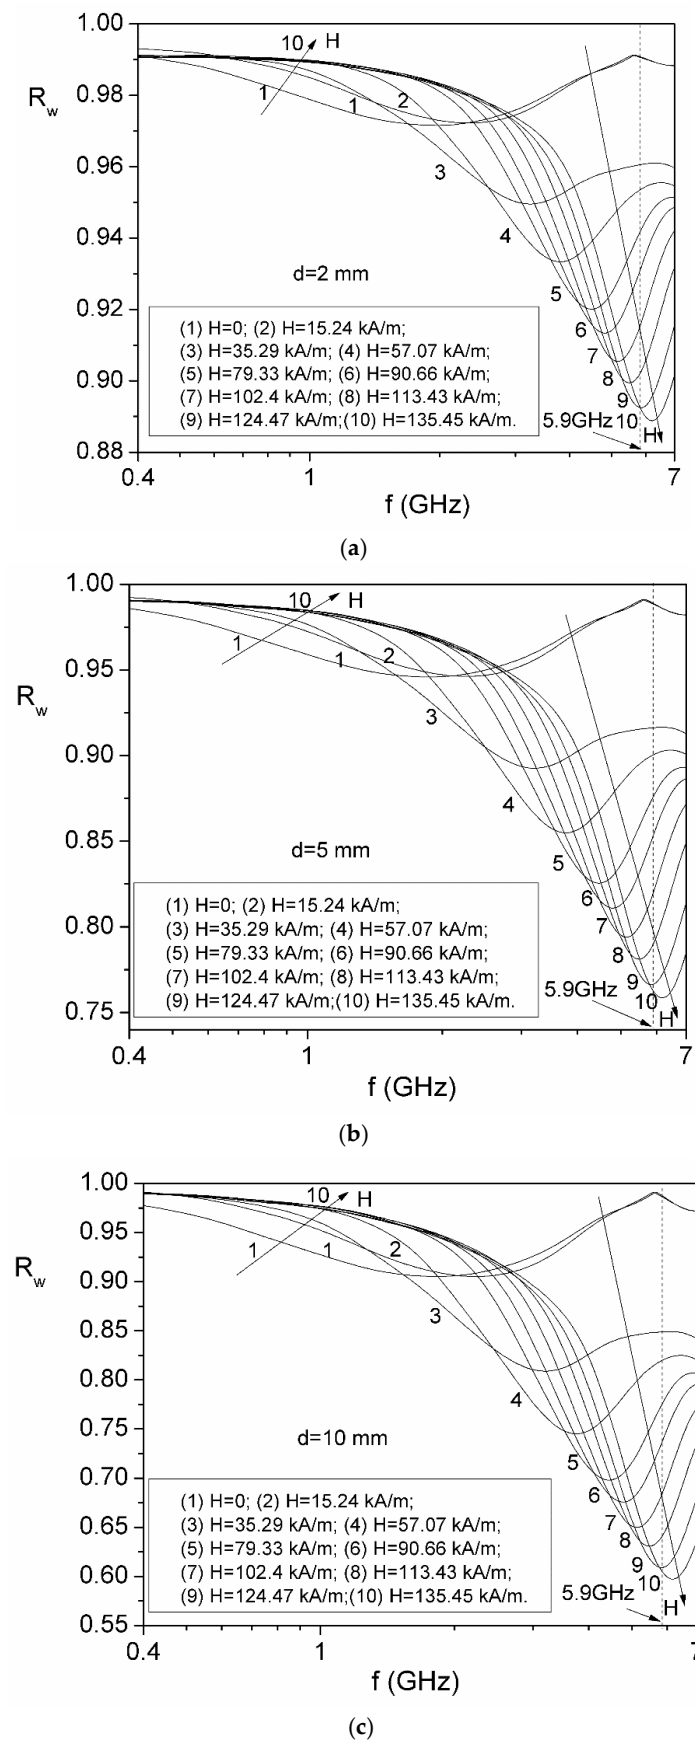 1.00
10 H
0.98
R_w
1
1
2
0.96
3
0.94
4
d=2 mm
5
0.92
6
(1) H=0; (2) H=15.24 kA/m;
(3) H=35.29 kA/m; (4) H=57.07 kA/m;
7
0.90
(5) H=79.33 kA/m; (6) H=90.66 kA/m;
8
(7) H=102.4 kA/m; (8) H=113.43 kA/m;
9
(9) H=124.47 kA/m;(10) H=135.45 kA/m.
5.9GHz 10 H
0.88
0.4 1 7
f (GHz)
(a)
1.00
10 H
0.95
1
1 2
R_w
3
0.90
4
0.85
d=5 mm
5
6
(1) H=0; (2) H=15.24 kA/m;
0.80
(3) H=35.29 kA/m; (4) H=57.07 kA/m;
7
(5) H=79.33 kA/m; (6) H=90.66 kA/m;
8
(7) H=102.4 kA/m; (8) H=113.43 kA/m;
9
5.9GHz
(9) H=124.47 kA/m;(10) H=135.45 kA/m.
10
0.75
H
0.4 1 7
f (GHz)
(c)
1.00
10 H
0.95
1 1 2
R_w
0.90
3
0.85
0.80
4
0.75
d=10 mm
5
0.70
6
(1) H=0; (2) H=15.24 kA/m;
7
0.65
(3) H=35.29 kA/m; (4) H=57.07 kA/m;
8
(5) H=79.33 kA/m; (6) H=90.66 kA/m;
9
0.60
(7) H=102.4 kA/m; (8) H=113.43 kA/m;
10
(9) H=124.47 kA/m;(10) H=135.45 kA/m.
5.9GHz H
0.55
0.4 1 7
f (GHz)
(c)